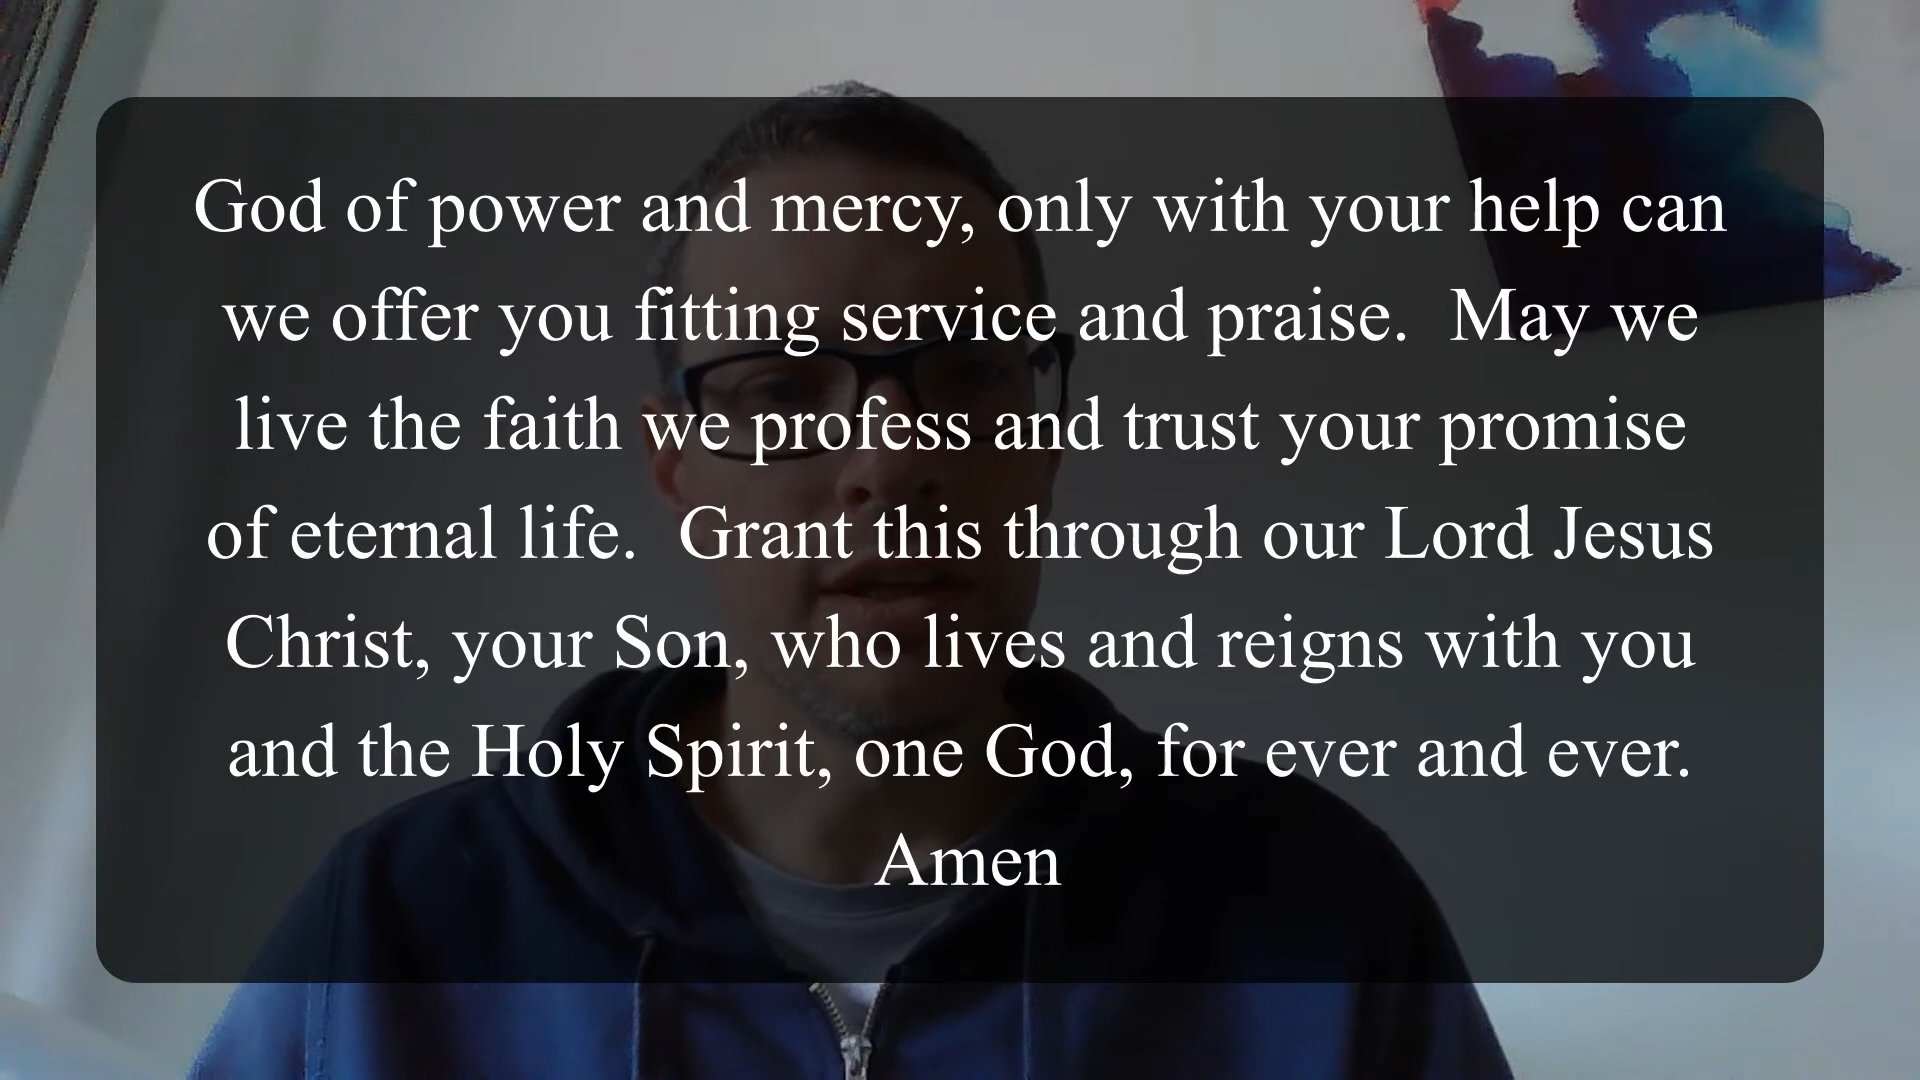 God of power and mercy, only with your help can
we offer you fitting service and praise.  May we
live the faith we profess and trust your promise
of eternal life.  Grant this through our Lord Jesus
Christ, your Son, who lives and reigns with you
and the Holy Spirit, one God, for ever and ever.
Amen